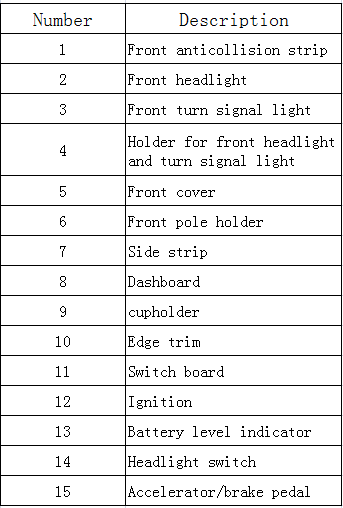 Number Description
1 Front anticollision strip
2 Front headlight
3 Front turn signal light
4 Holder for front headlight
and turn signal light
5 Front cover
6 Front pole holder
7 Side strip
8 Dashboard
9 cupholder
10 Edge trim
11 Switch board
12 Ignition
13 Battery level indicator
14 Headlight switch
15 Accelerator/brake pedal